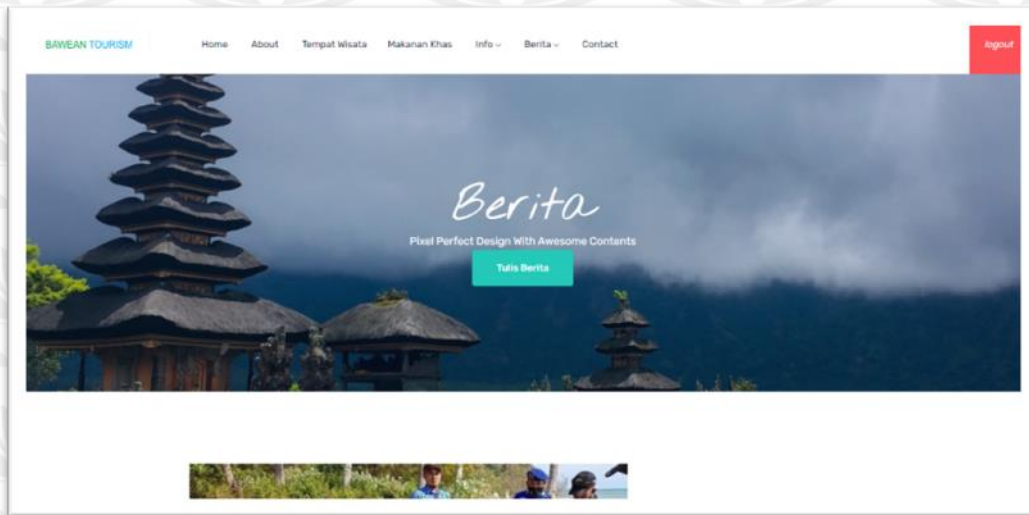 BAWEAN TOURISM
Home About Tempat Wisata Makanan Khas Info Berita Contact
logout
Berita
Pixel Perfect Design With Awesome Contants
Tulis Berita